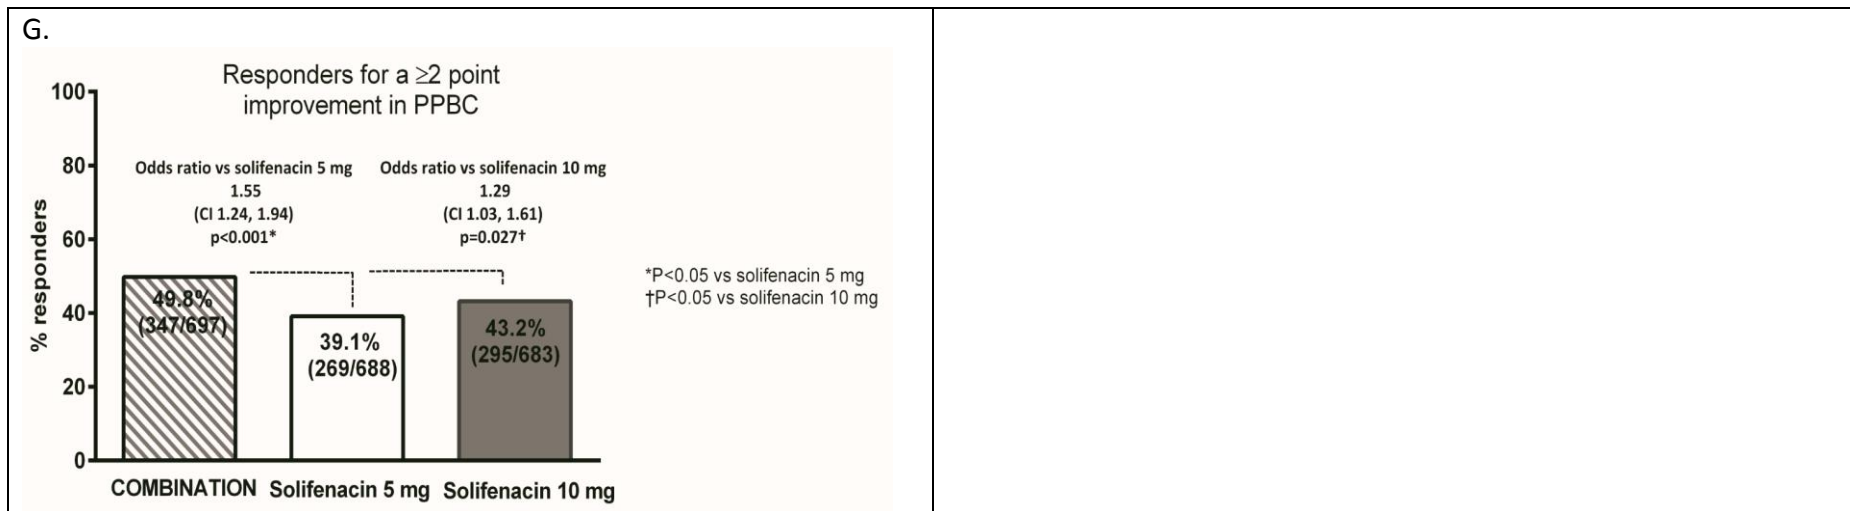 G.
Responders for a ≥2 point
improvement in PPBC
100
80
60
40
20
0
% responders
Odds ratio vs solifenacin 5 mg
1.55
(CI 1.24, 1.94)
p<0.001*
Odds ratio vs solifenacin 10 mg
1.29
(CI 1.03, 1.61)
p=0.027†
*P<0.05 vs solifenacin 5 mg
†P<0.05 vs solifenacin 10 mg
49.8%
(347/697)
39.1%
(269/688)
43.2%
(295/683)
COMBINATION
Solifenacin 5 mg
Solifenacin 10 mg